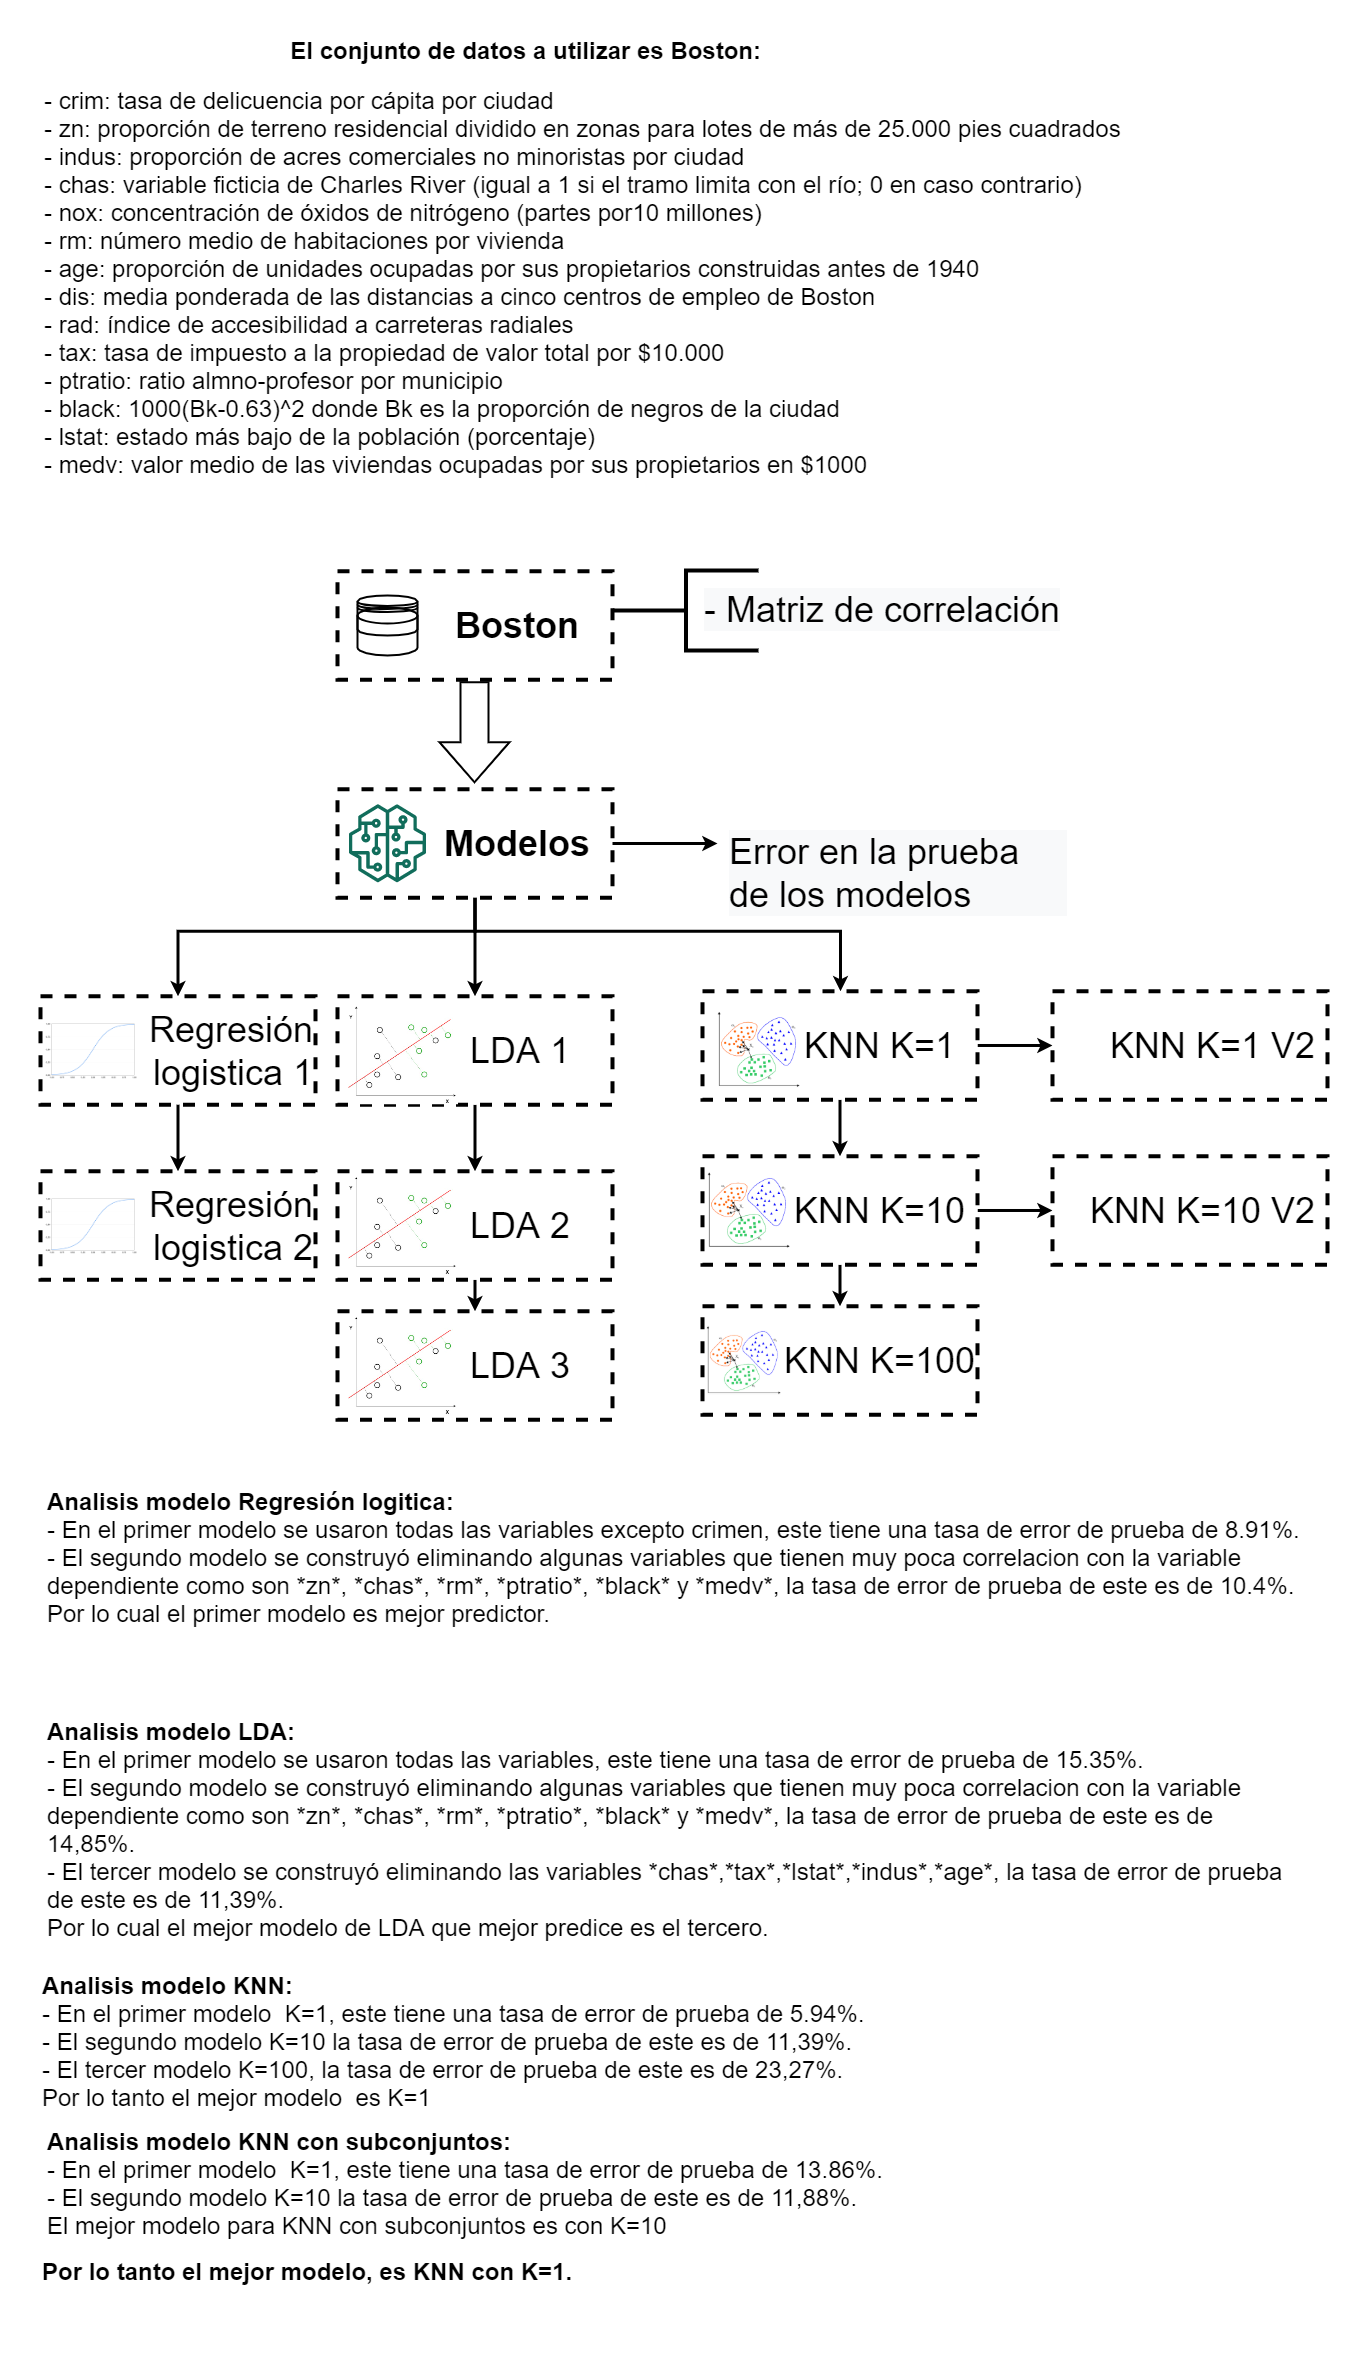 El conjunto de datos a utilizar es Boston:
- crim: tasa de delicuencia por cápita por ciudad
- zn: proporción de terreno residencial dividido en zonas para lotes de más de 25.000 pies cuadrados
- indus: proporción de acres comerciales no minoristas por ciudad
- chas: variable ficticia de Charles River (igual a 1 si el tramo limita con el río; 0 en caso contrario)
- nox: concentración de óxidos de nitrógeno (partes por10 millones)
- rm: número medio de habitaciones por vivienda
- age: proporción de unidades ocupadas por sus propietarios construidas antes de 1940
- dis: media ponderada de las distancias a cinco centros de empleo de Boston
- rad: índice de accesibilidad a carreteras radiales
- tax: tasa de impuesto a la propiedad de valor total por $10.000
- ptratio: ratio almno-profesor por municipio
- black: 1000(Bk-0.63)^2 donde Bk es la proporción de negros de la ciudad
- lstat: estado más bajo de la población (porcentaje)
- medv: valor medio de las viviendas ocupadas por sus propietarios en $1000
Boston
- Matriz de correlación
Modelos
Error en la prueba
de los modelos
Regresión
logistica 1
LDA 1
KNN K=1
KNN K=1 V2
Regresión
logistica 2
LDA 2
KNN K=10
KNN K=10 V2
LDA 3
KNN K=100
Analisis modelo Regresión logitica:
- En el primer modelo se usaron todas las variables excepto crimen, este tiene una tasa de error de prueba de 8.91%.
- El segundo modelo se construyó eliminando algunas variables que tienen muy poca correlacion con la variable
dependiente como son *zn*, *chas*, *rm*, *ptratio*, *black* y *medv*, la tasa de error de prueba de este es de 10.4%.
Por lo cual el primer modelo es mejor predictor.
Analisis modelo LDA:
- En el primer modelo se usaron todas las variables, este tiene una tasa de error de prueba de 15.35%.
- El segundo modelo se construyó eliminando algunas variables que tienen muy poca correlacion con la variable
dependiente como son *zn*, *chas*, *rm*, *ptratio*, *black* y *medv*, la tasa de error de prueba de este es de
14,85%.
- El tercer modelo se construyó eliminando las variables *chas*,*tax*,*lstat*,*indus*,*age*, la tasa de error de prueba
de este es de 11,39%.
Por lo cual el mejor modelo de LDA que mejor predice es el tercero.
Analisis modelo KNN:
- En el primer modelo  K=1, este tiene una tasa de error de prueba de 5.94%.
- El segundo modelo K=10 la tasa de error de prueba de este es de 11,39%.
- El tercer modelo K=100, la tasa de error de prueba de este es de 23,27%.
Por lo tanto el mejor modelo  es K=1
Analisis modelo KNN con subconjuntos:
- En el primer modelo  K=1, este tiene una tasa de error de prueba de 13.86%.
- El segundo modelo K=10 la tasa de error de prueba de este es de 11,88%.
El mejor modelo para KNN con subconjuntos es con K=10
Por lo tanto el mejor modelo, es KNN con K=1.